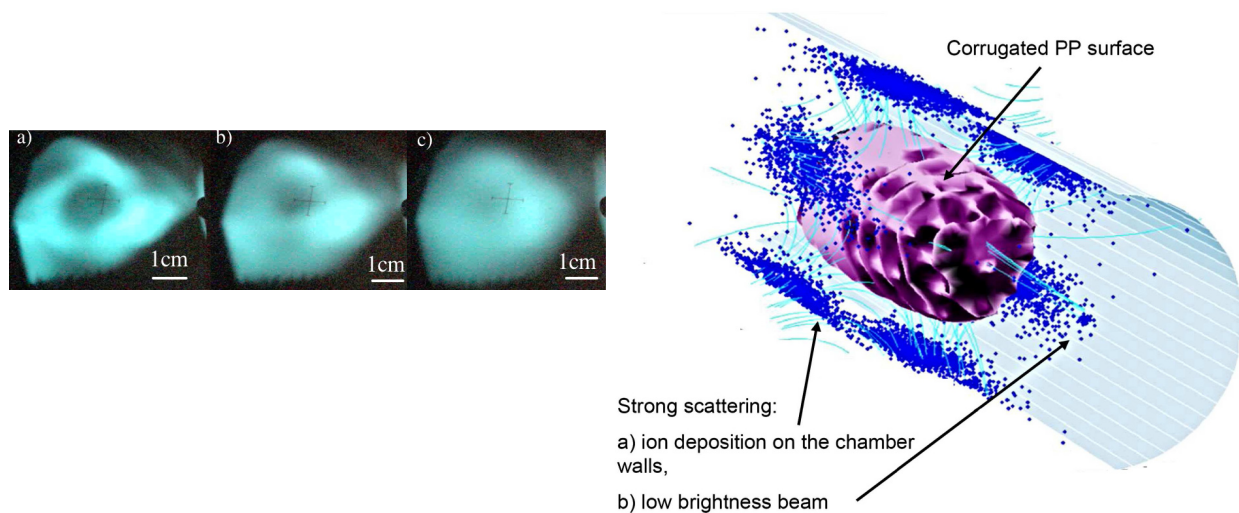 a)
b)
c)
1cm
1cm
1cm
Corrugated PP surface
Strong scattering:
a) ion deposition on the chamber
walls,
b) low brightness beam